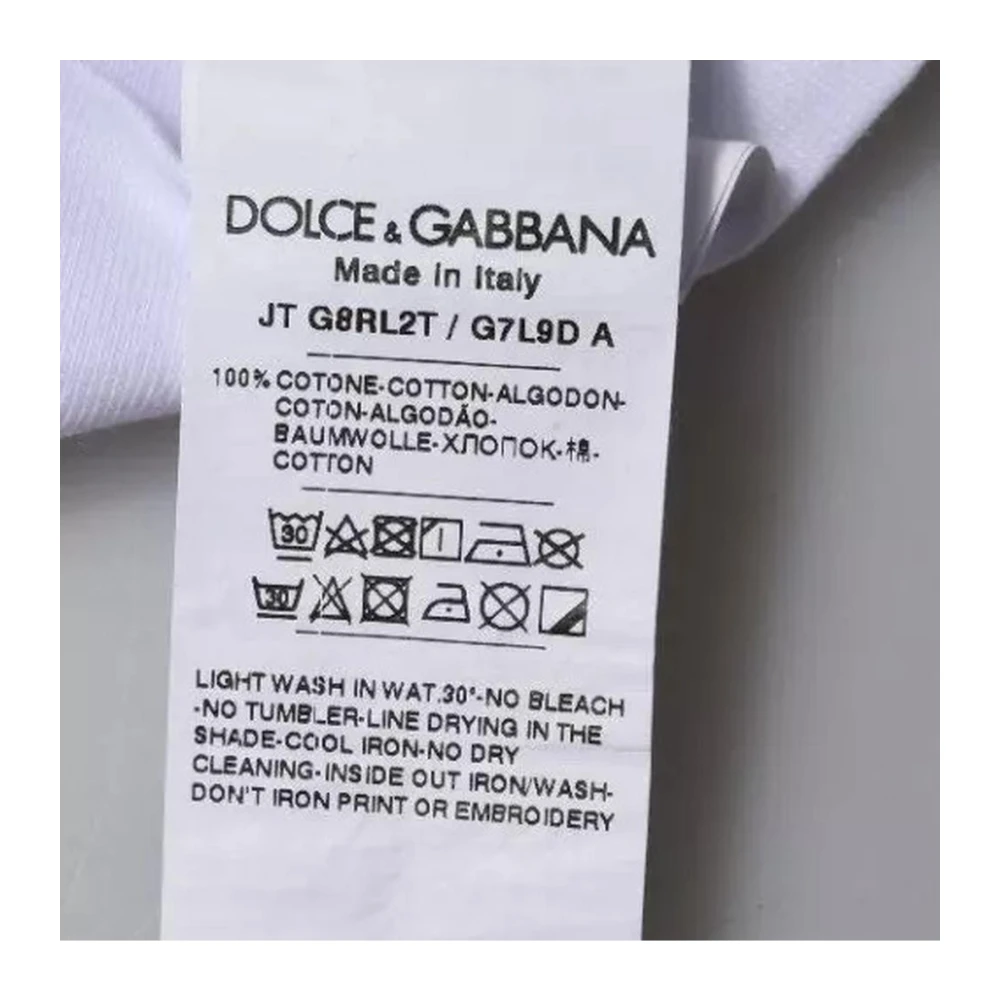 DOLCE & GABBANA
Made in Italy
JT G8RL2T / G7L9D A
100% COTONE-COTTON-ALGODON-
COTON-ALGODÃO-
BAUMWOLLE-ХЛОПОК-棉-
COTTON
30
30
LIGHT WASH IN WAT.30°-NO BLEACH
-NO TUMBLER-LINE DRYING IN THE
SHADE-COOL IRON-NO DRY
CLEANING-INSIDE OUT IRON/WASH-
DON'T IRON PRINT OR EMBROIDERY